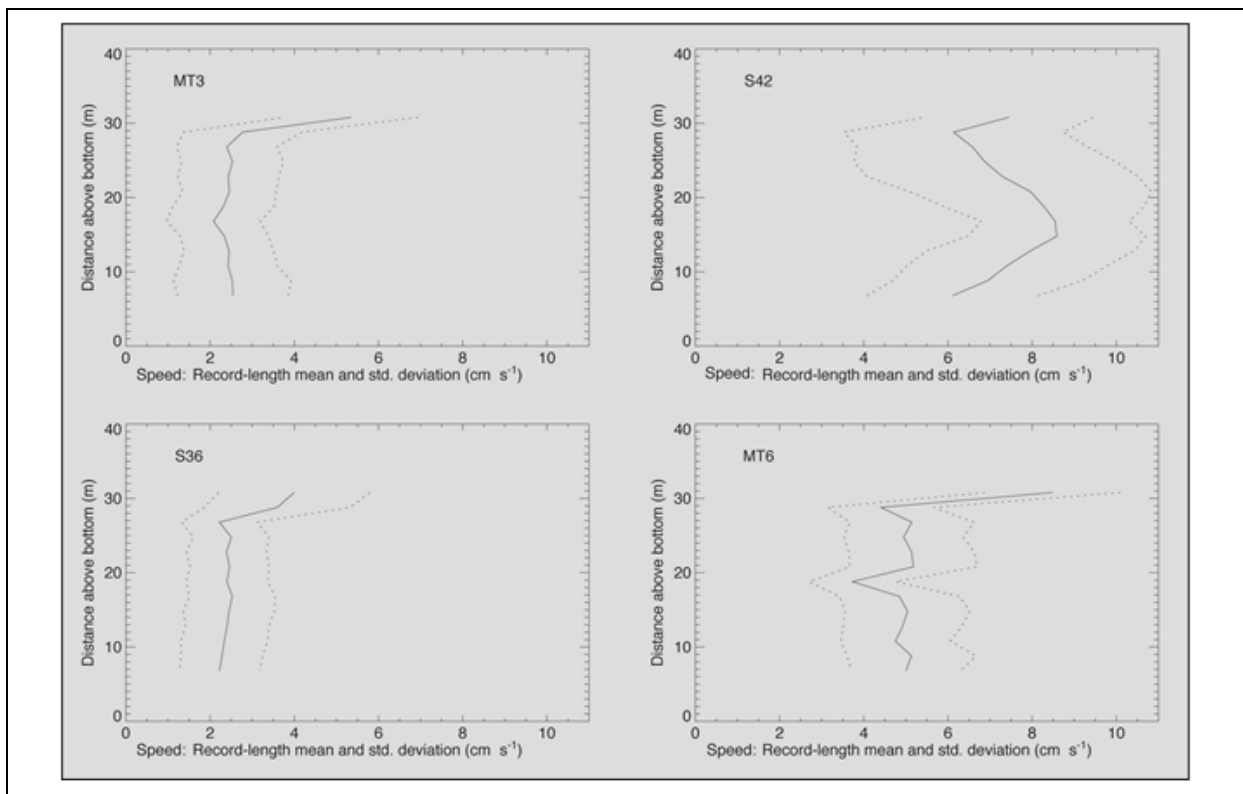 MT3
40
30
20
10
0
Distance above bottom (m)
0 2 4 6 8 10
Speed: Record-length mean and std. deviation (cm s⁻¹)
S42
40
30
20
10
0
Distance above bottom (m)
0 2 4 6 8 10
Speed: Record-length mean and std. deviation (cm s⁻¹)
S36
40
30
20
10
0
Distance above bottom (m)
0 2 4 6 8 10
Speed: Record-length mean and std. deviation (cm s⁻¹)
MT6
40
30
20
10
0
Distance above bottom (m)
0 2 4 6 8 10
Speed: Record-length mean and std. deviation (cm s⁻¹)